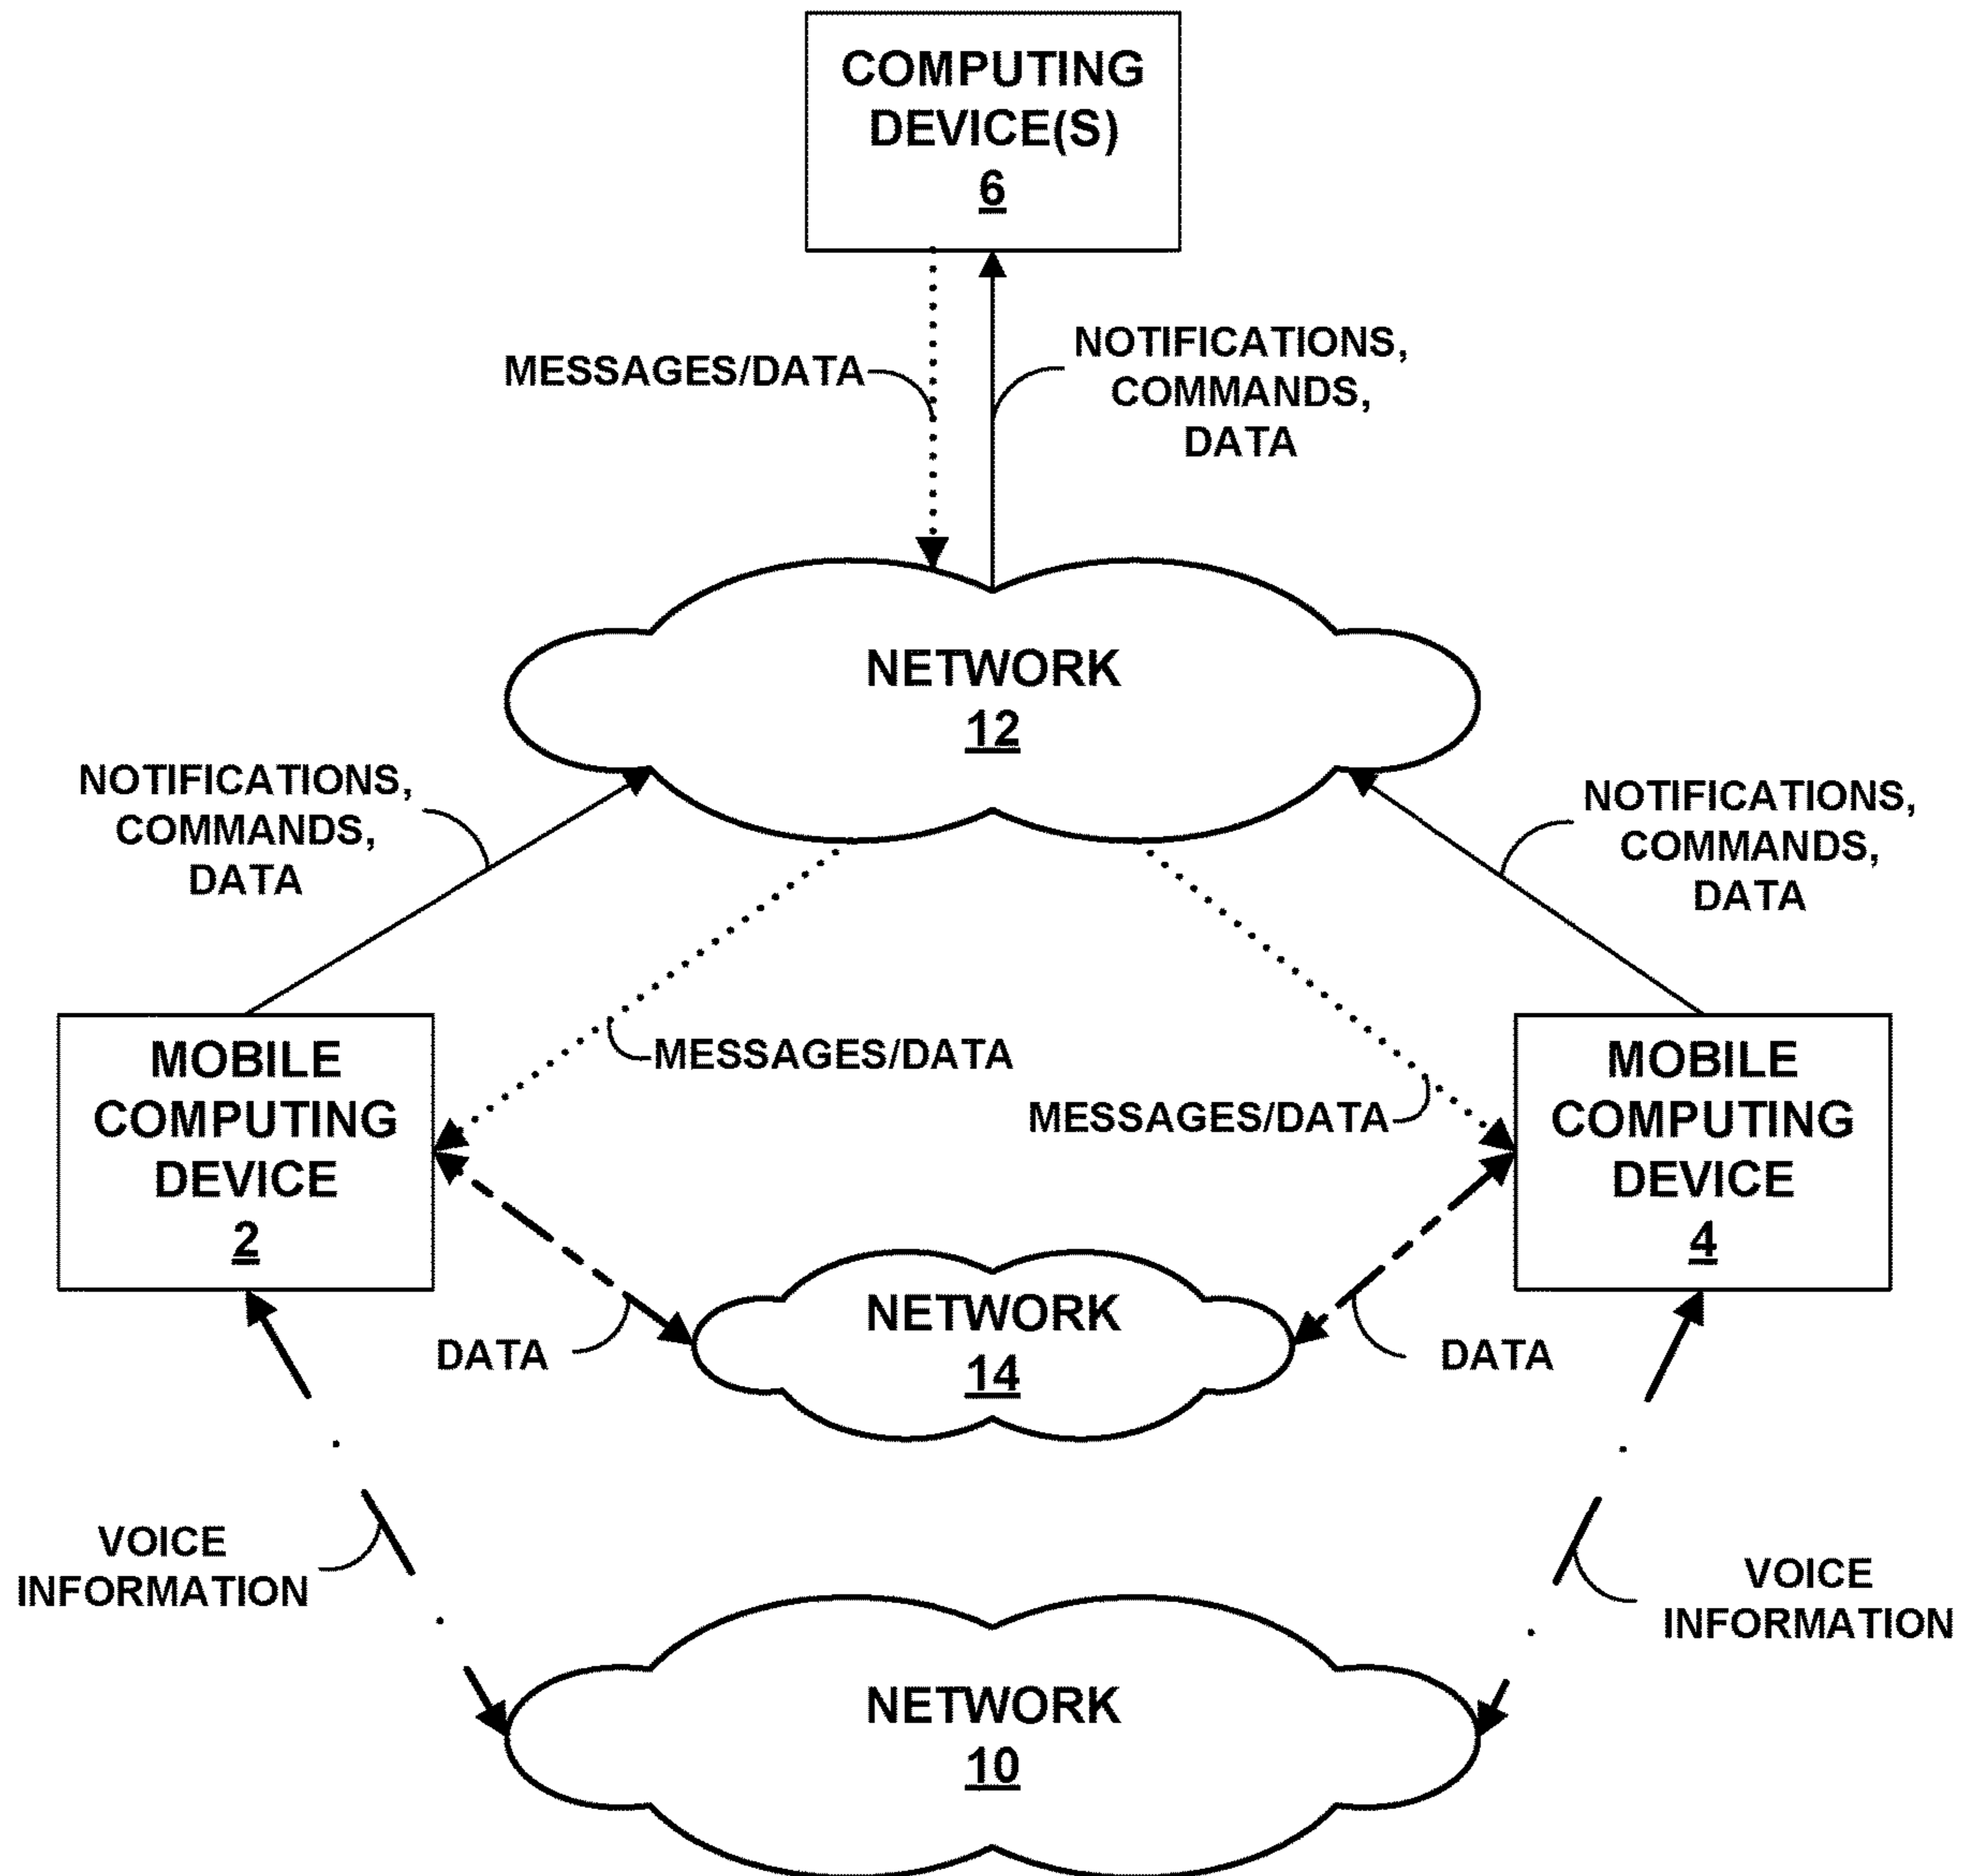 COMPUTING
DEVICE(S)
6
MESSAGES/DATA
NOTIFICATIONS,
COMMANDS,
DATA
NETWORK
12
NOTIFICATIONS,
COMMANDS,
DATA
NOTIFICATIONS,
COMMANDS,
DATA
MOBILE
COMPUTING
DEVICE
2
MESSAGES/DATA
MESSAGES/DATA
MOBILE
COMPUTING
DEVICE
4
DATA
NETWORK
14
DATA
VOICE
INFORMATION
VOICE
INFORMATION
NETWORK
10